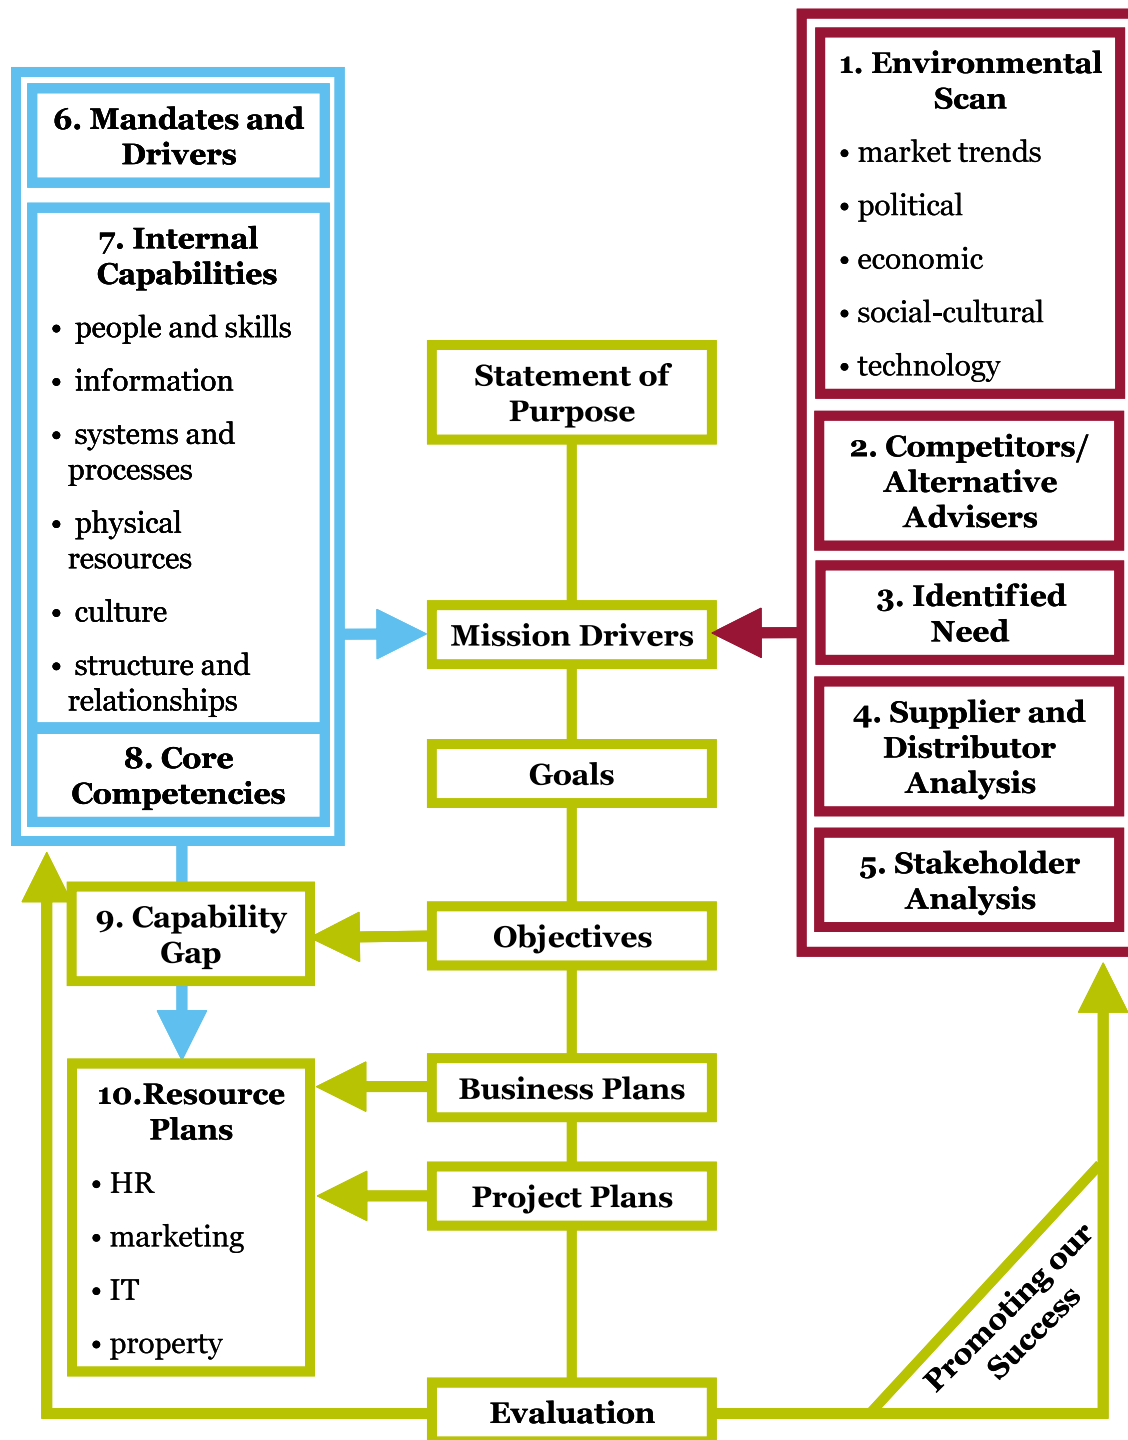 6. Mandates and
Drivers
7. Internal
Capabilities
• people and skills
• information
• systems and
processes
• physical
resources
• culture
• structure and
relationships
8. Core
Competencies
9. Capability
Gap
10.Resource
Plans
• HR
• marketing
• IT
• property
Statement of
Purpose
Mission Drivers
Goals
Objectives
Business Plans
Project Plans
Evaluation
1. Environmental
Scan
• market trends
• political
• economic
• social-cultural
• technology
2. Competitors/
Alternative
Advisers
3. Identified
Need
4. Supplier and
Distributor
Analysis
5. Stakeholder
Analysis
Promoting our
Success